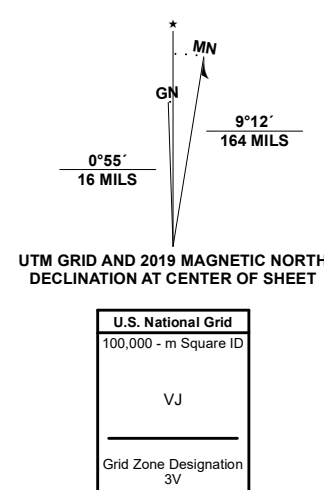 ★
MN
GN
9°12´
164 MILS
0°55´
16 MILS
UTM GRID AND 2019 MAGNETIC NORTH
DECLINATION AT CENTER OF SHEET
U.S. National Grid
100,000 - m Square ID
VJ
Grid Zone Designation
3V